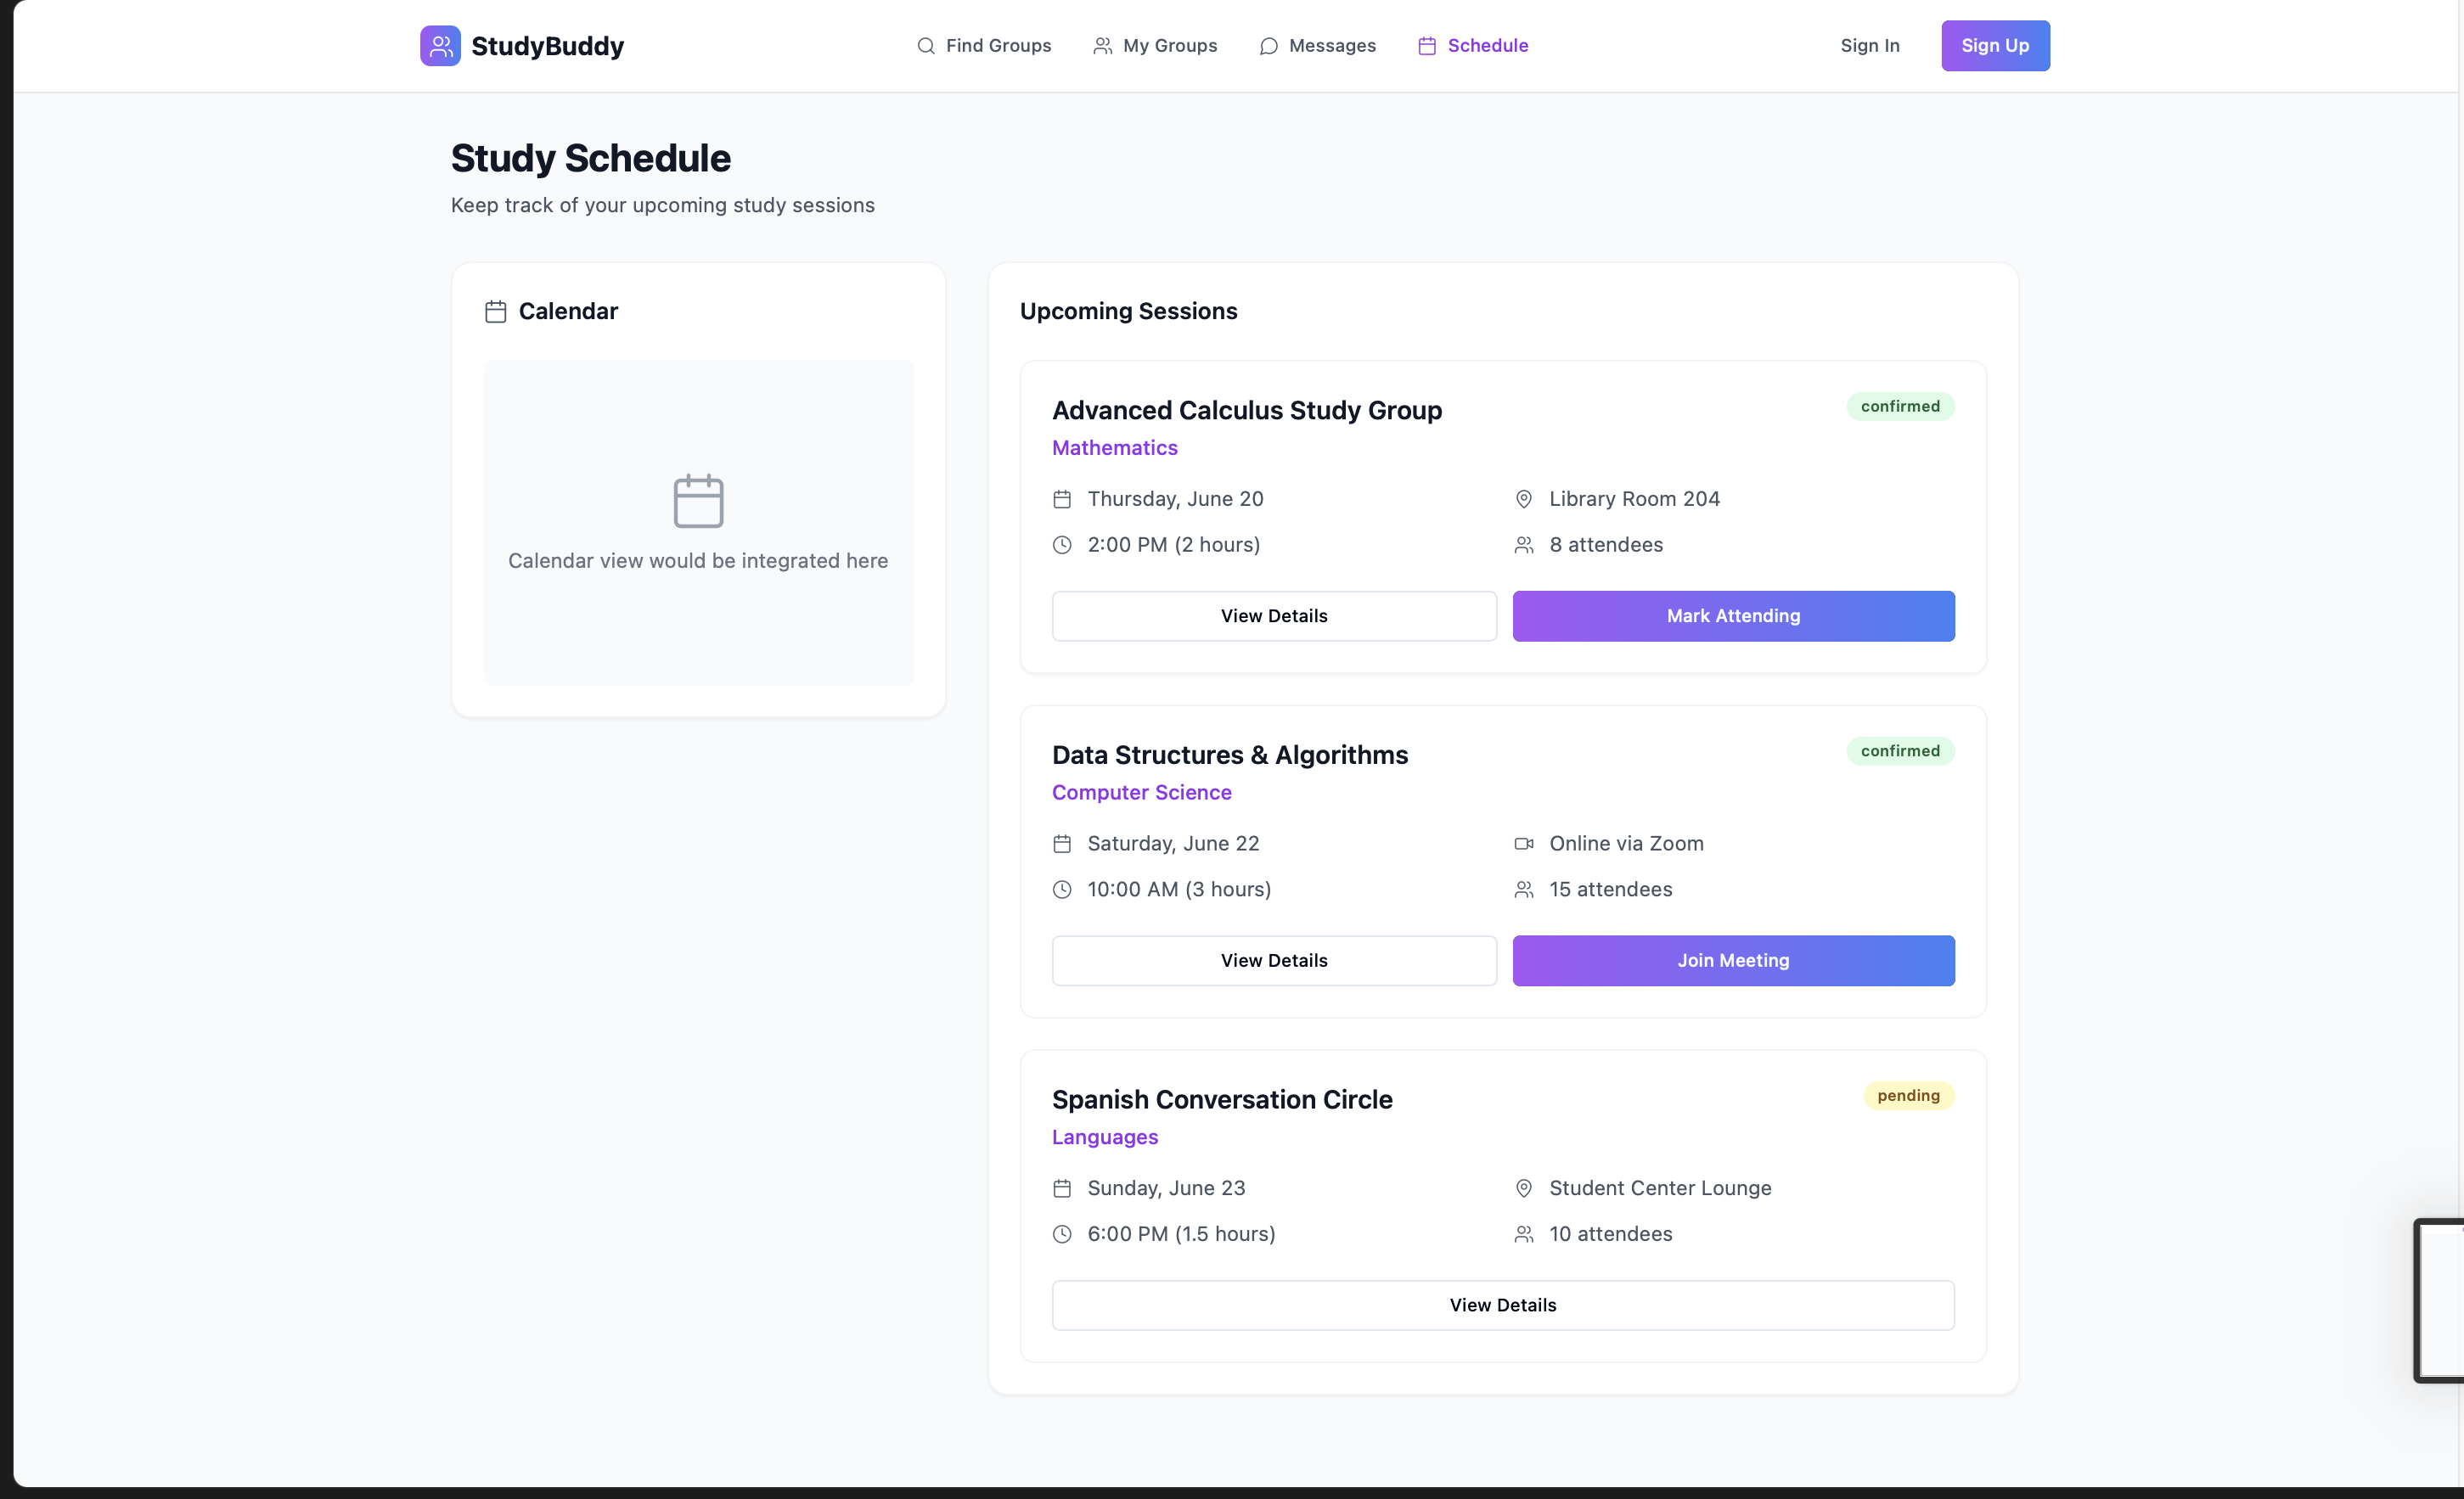 StudyBuddy
Find Groups
My Groups
Messages
Schedule
Sign In
Sign Up
Study Schedule
Keep track of your upcoming study sessions
Calendar
Calendar view would be integrated here
Upcoming Sessions
Advanced Calculus Study Group
confirmed
Mathematics
Thursday, June 20
Library Room 204
2:00 PM (2 hours)
8 attendees
View Details
Mark Attending
Data Structures & Algorithms
confirmed
Computer Science
Saturday, June 22
Online via Zoom
10:00 AM (3 hours)
15 attendees
View Details
Join Meeting
Spanish Conversation Circle
pending
Languages
Sunday, June 23
Student Center Lounge
6:00 PM (1.5 hours)
10 attendees
View Details